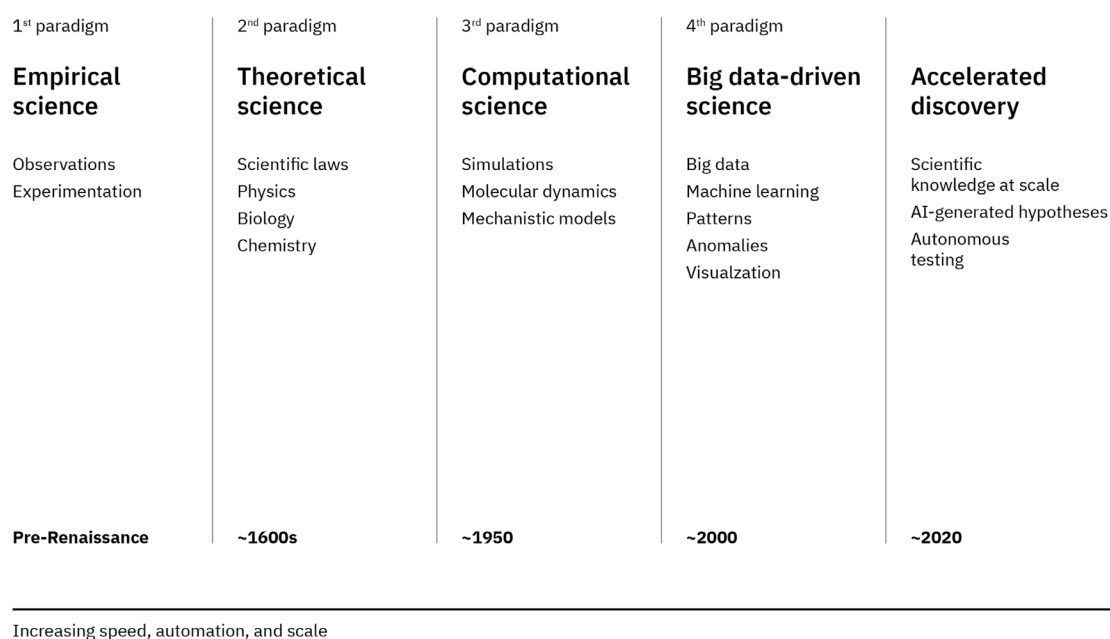 1st paradigm
Empirical
science
Observations
Experimentation
Pre-Renaissance
2nd paradigm
Theoretical
science
Scientific laws
Physics
Biology
Chemistry
~1600s
3rd paradigm
Computational
science
Simulations
Molecular dynamics
Mechanistic models
~1950
4th paradigm
Big data-driven
science
Big data
Machine learning
Patterns
Anomalies
Visualzation
~2000
Accelerated
discovery
Scientific
knowledge at scale
AI-generated hypotheses
Autonomous
testing
~2020
Increasing speed, automation, and scale